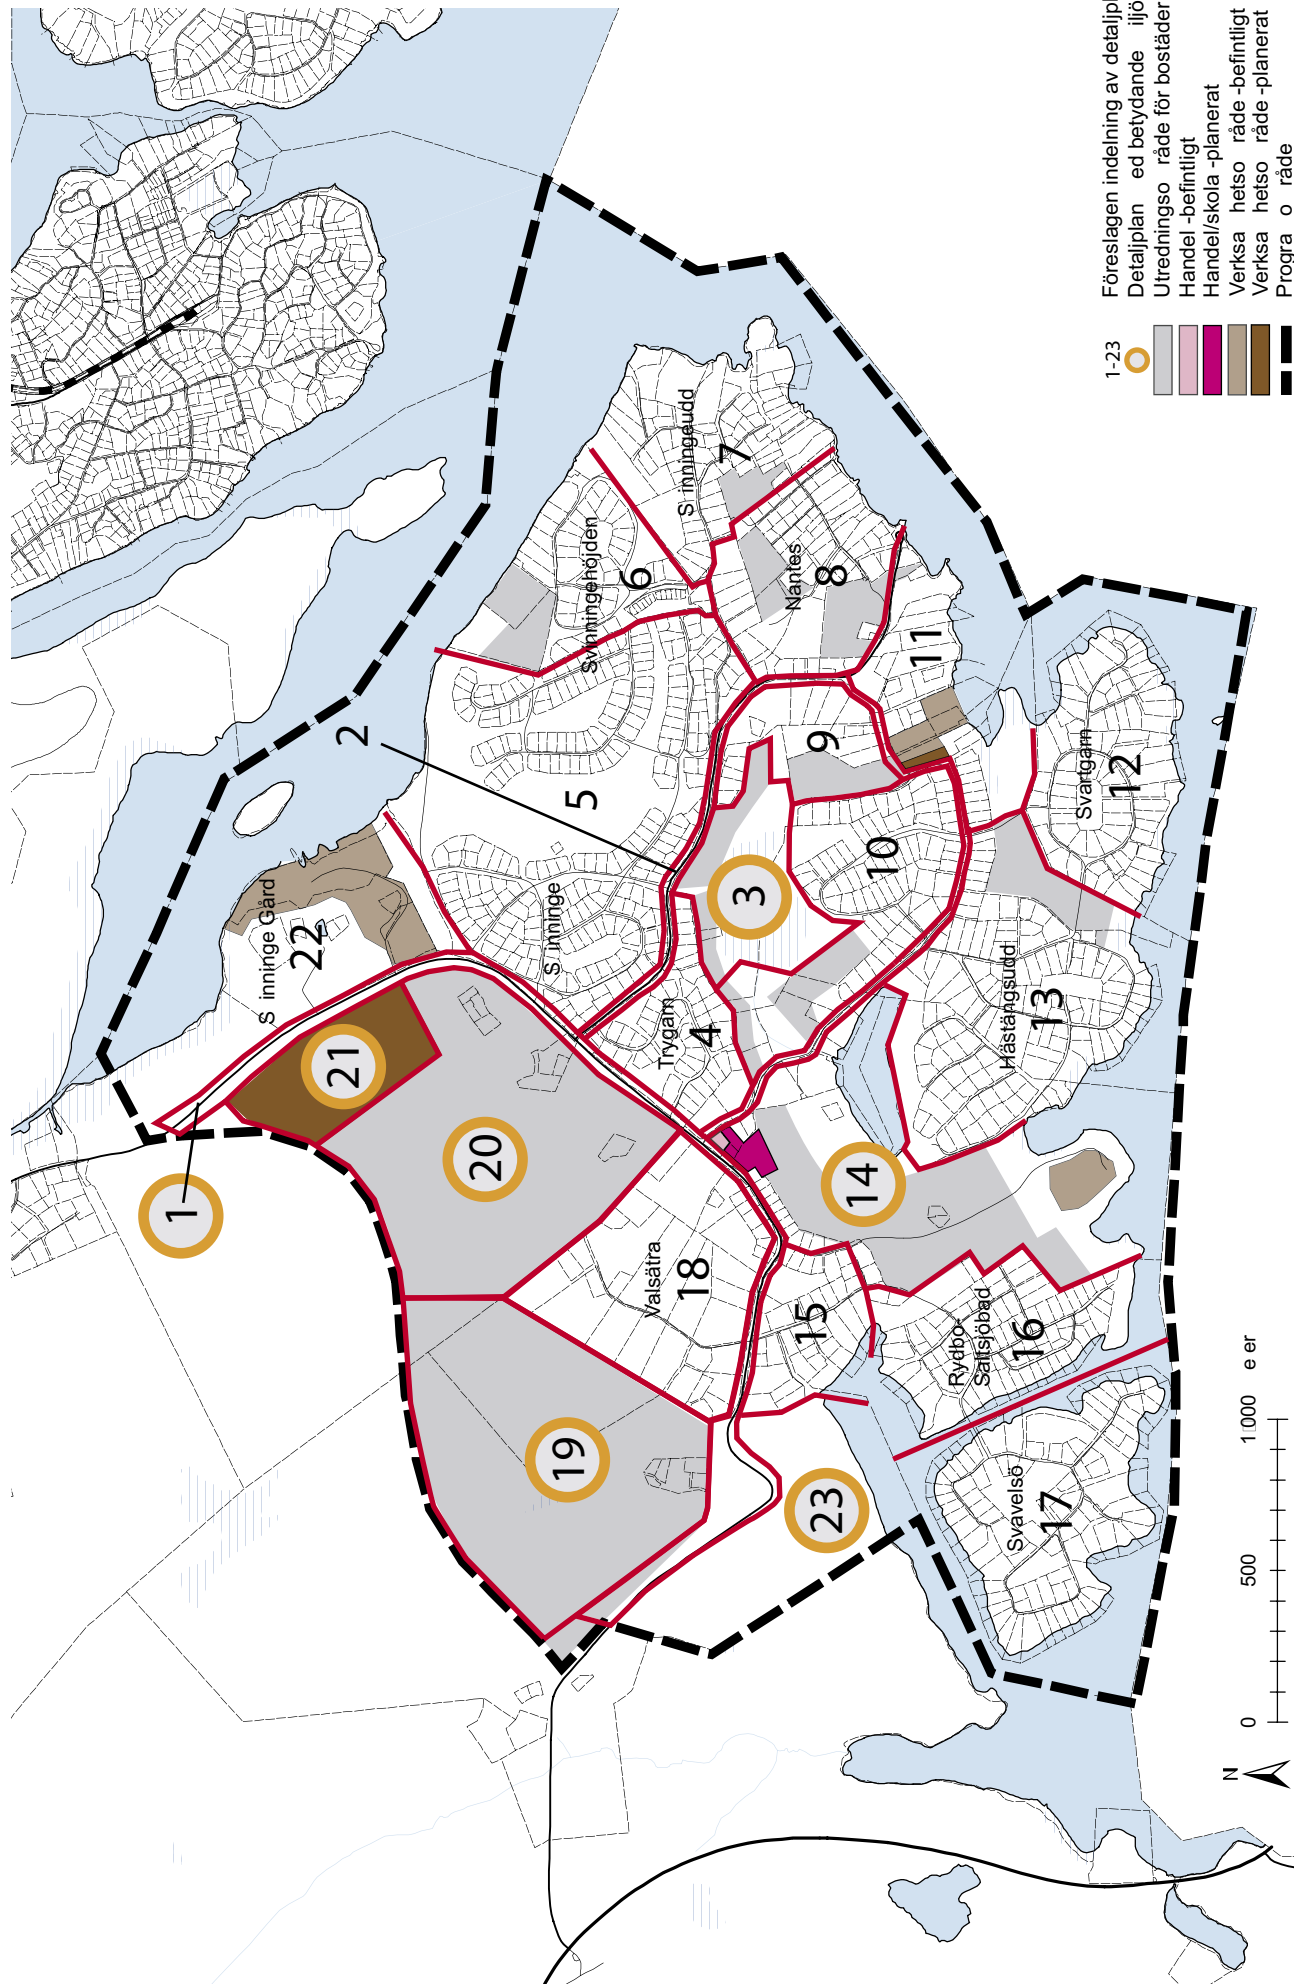 1
21
S inninge Gård
22
20
19
Valsätra
18
23
15
Rydbo-
Saltsjöbad
16
Svavelsö
17
14
Trygarn
4
S inninge
5
2
3
10
9
Svinningehöjden
6
S inningeudd
7
Nantes
8
11
Svartgarn
12
Hästängsudd
13
N
0
500
1 000
e er
1-23
Föreslagen indelning av detaljpl
Detaljplan ed betydande iljö
Utredningso råde för bostäder
Handel -befintligt
Handel/skola -planerat
Verksa hetso råde -befintligt
Verksa hetso råde -planerat
Progra o råde